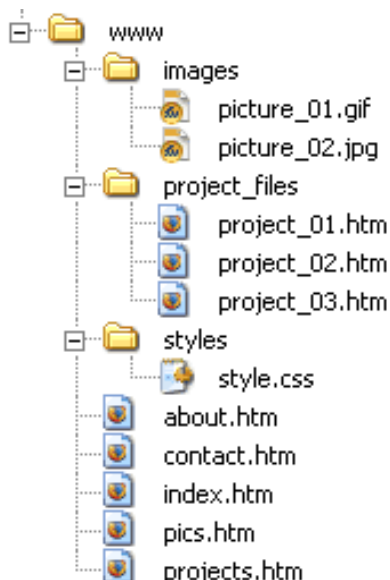 www
images
picture_01.gif
picture_02.jpg
project_files
project_01.htm
project_02.htm
project_03.htm
styles
style.css
about.htm
contact.htm
index.htm
pics.htm
projects.htm